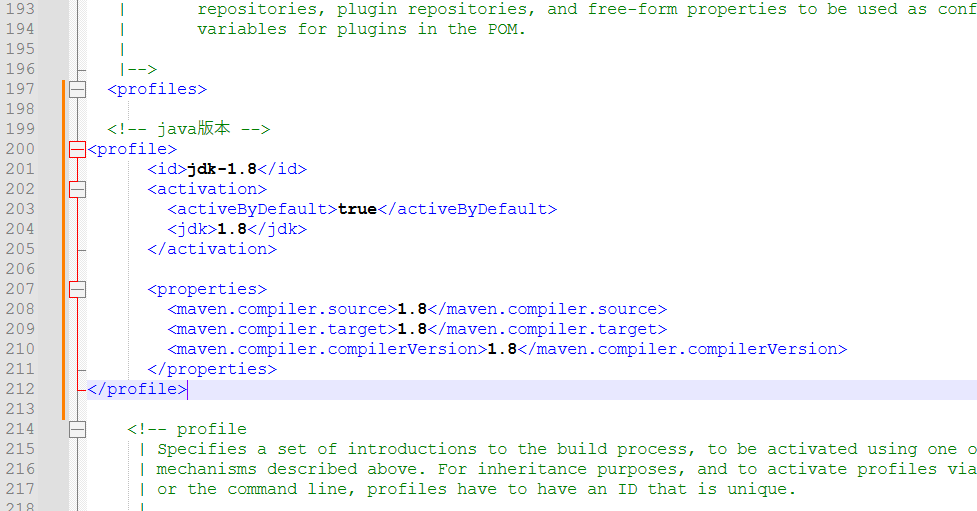 193 | repositories, plugin repositories, and free-form properties to be used as conf
194 | variables for plugins in the POM.
195 |
196 |-->
197 <profiles>
198
199 <!-- java版本 -->
200 <profile>
201 <id>jdk-1.8</id>
202 <activation>
203 <activeByDefault>true</activeByDefault>
204 <jdk>1.8</jdk>
205 </activation>
206
207 <properties>
208 <maven.compiler.source>1.8</maven.compiler.source>
209 <maven.compiler.target>1.8</maven.compiler.target>
210 <maven.compiler.compilerVersion>1.8</maven.compiler.compilerVersion>
211 </properties>
212 </profile>
213
214 <!-- profile
215 | Specifies a set of introductions to the build process, to be activated using one o
216 | mechanisms described above. For inheritance purposes, and to activate profiles via
217 | or the command line, profiles have to have an ID that is unique.
218 |